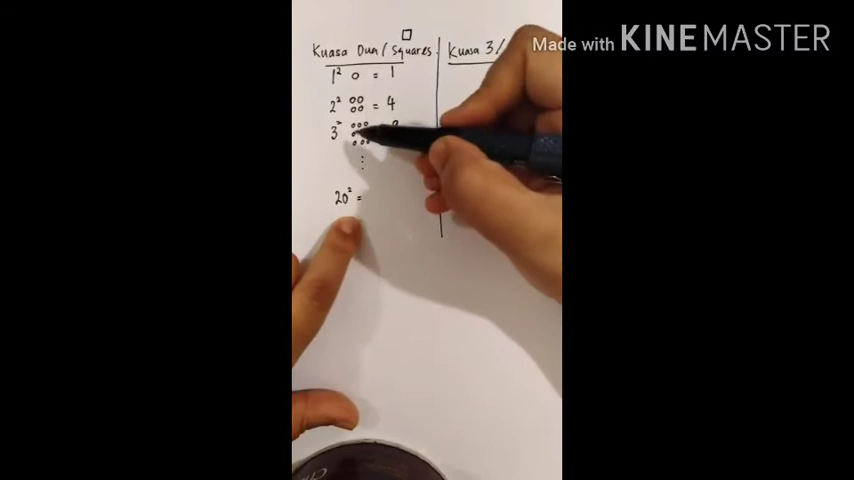 Made with KINEMASTER
Kuasa Dua / Squares
1² = 1
2² = 4
3²
20² =
Kuasa 3 /